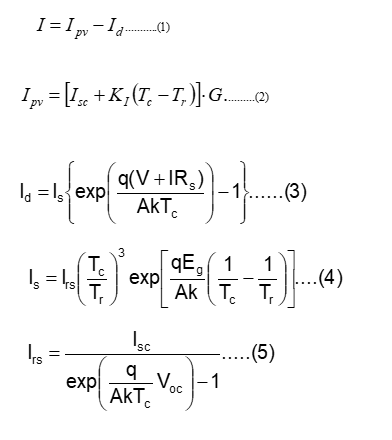 I = I_pv − I_d ...........(1)
I_pv = [I_sc + K_I (T_c − T_r)]·G..........(2)
I_d = I_s { exp( q(V + IR_s) / AkT_c ) − 1 }......(3)
I_s = I_rs ( T_c / T_r )^3 exp[ qE_g / Ak ( 1 / T_c − 1 / T_r ) ]....(4)
I_rs = I_sc / ( exp( q / AkT_c V_oc ) − 1 ).....(5)